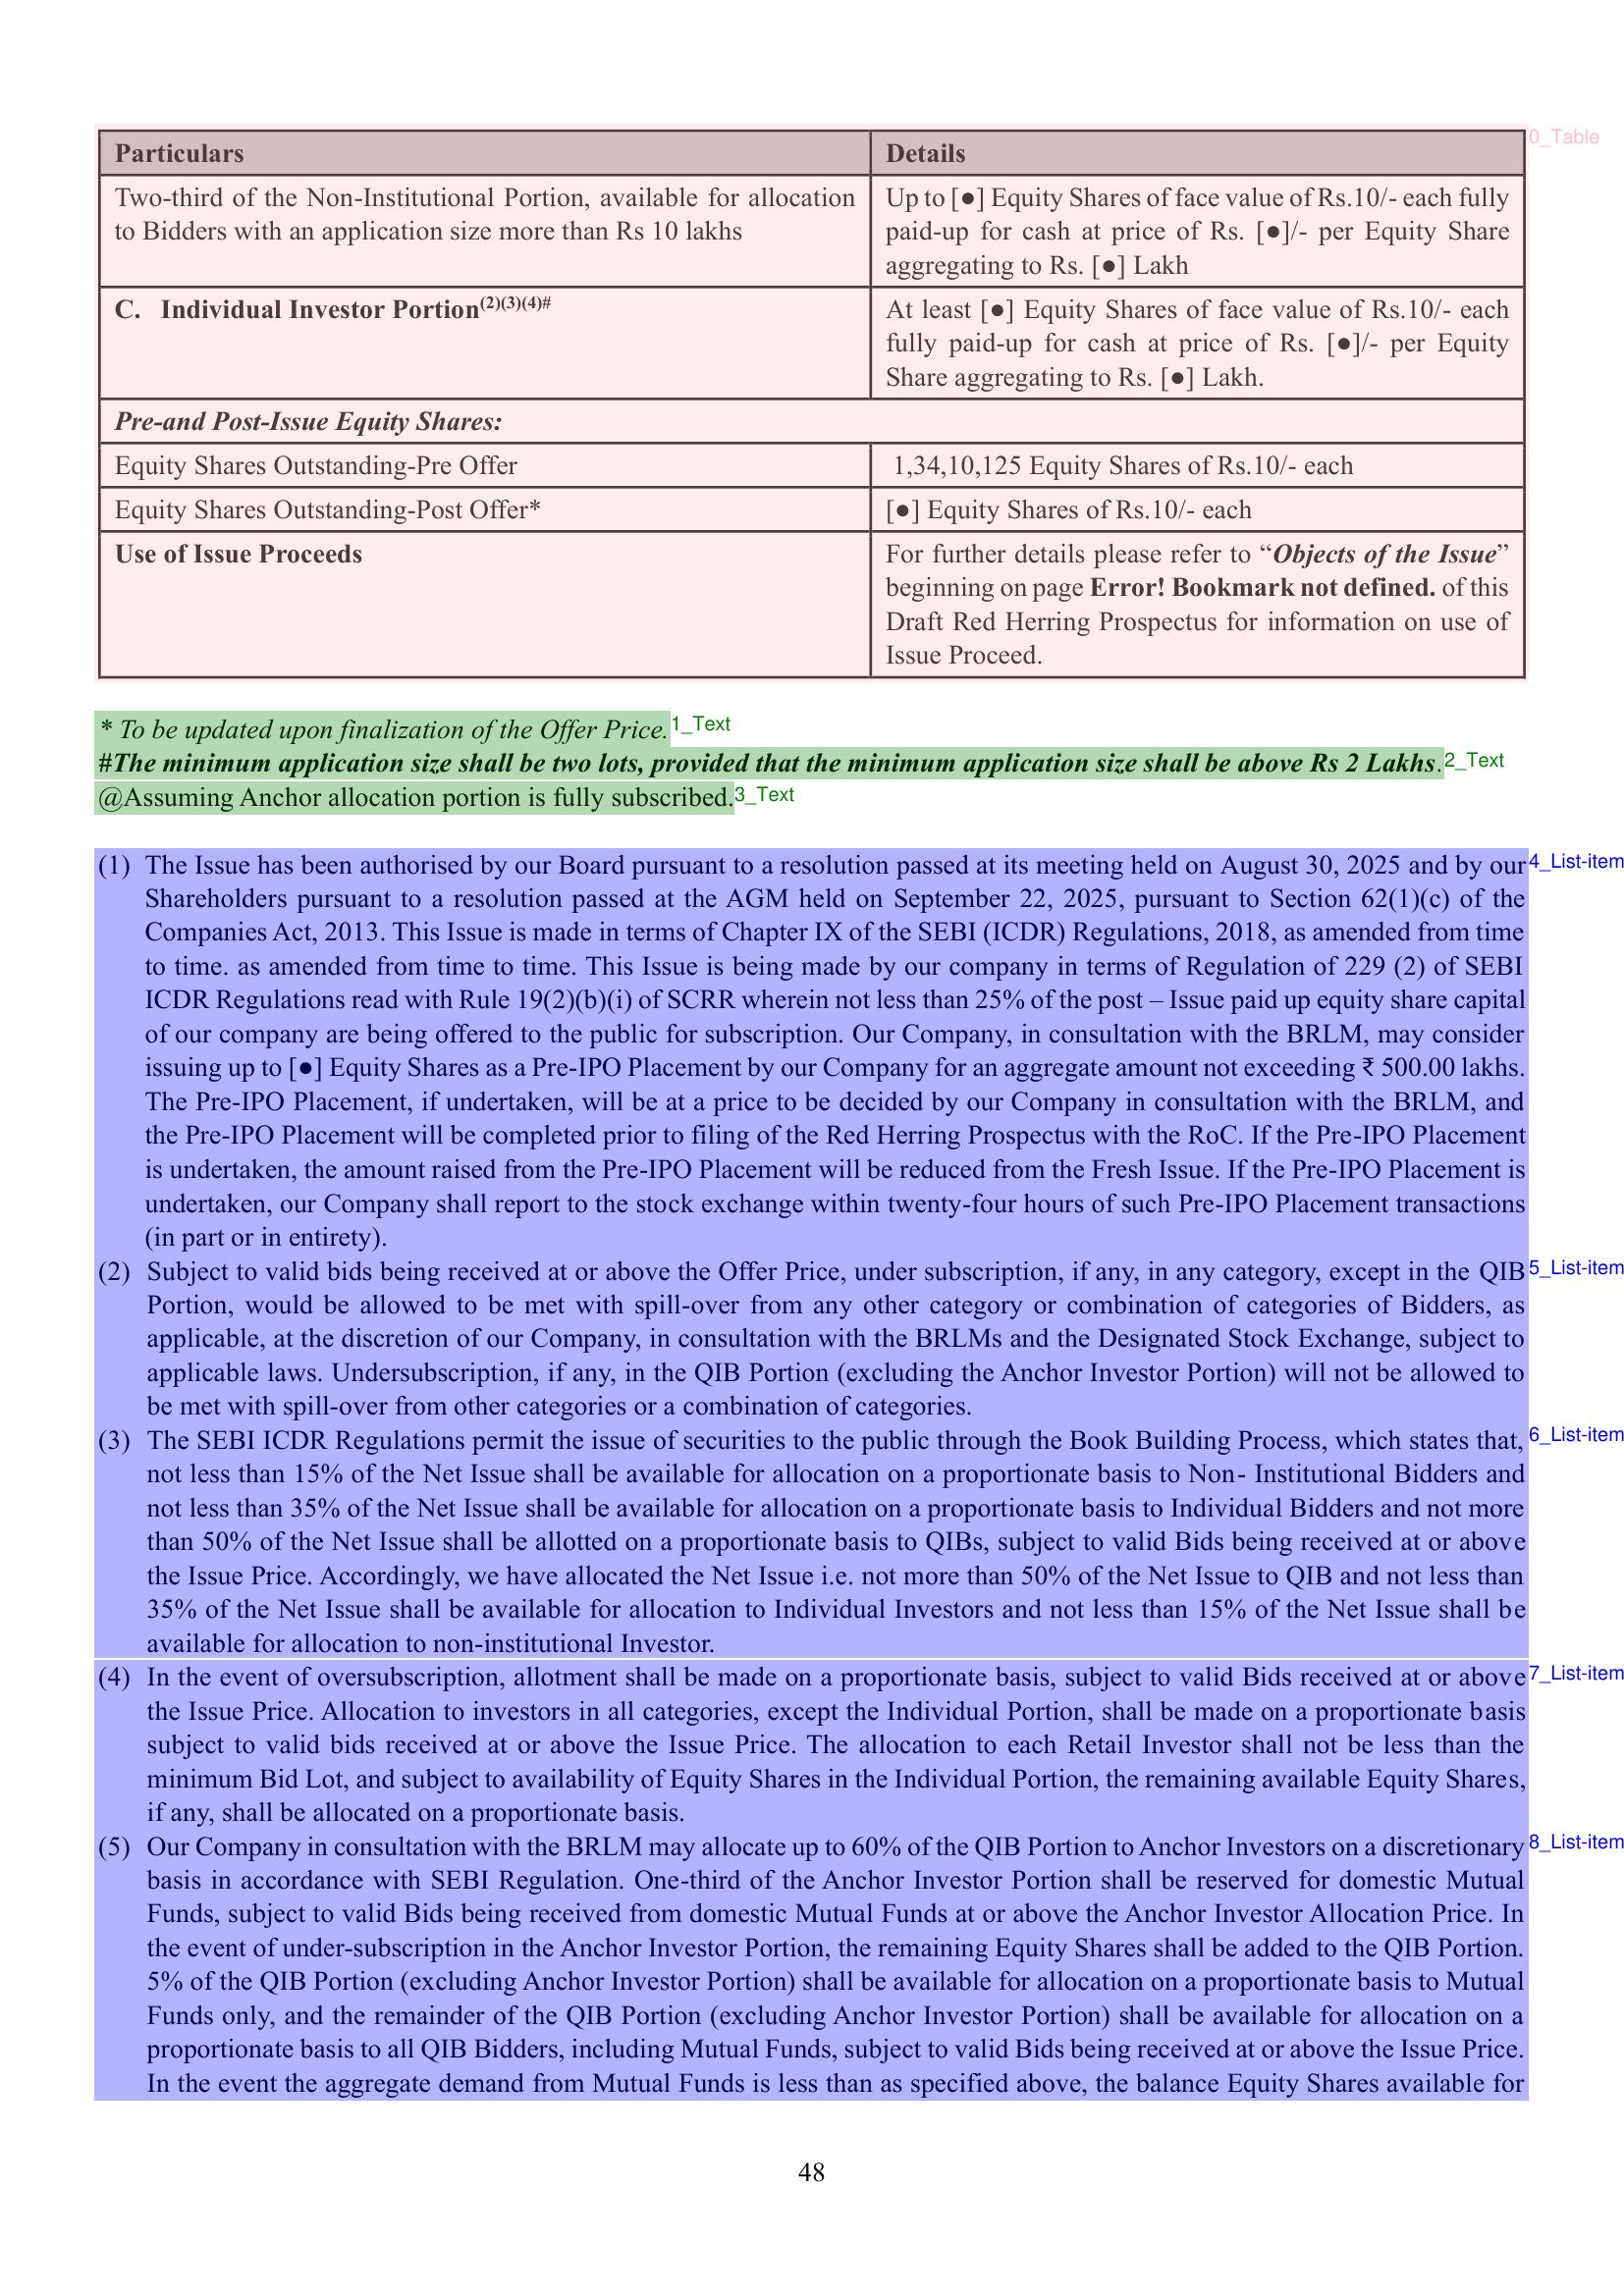 Particulars
Details
0_Table
Two-third of the Non-Institutional Portion, available for allocation
to Bidders with an application size more than Rs 10 lakhs
Up to [●] Equity Shares of face value of Rs.10/- each fully
paid-up for cash at price of Rs. [●]/- per Equity Share
aggregating to Rs. [●] Lakh
C. Individual Investor Portion(2)(3)(4)#
At least [●] Equity Shares of face value of Rs.10/- each
fully paid-up for cash at price of Rs. [●]/- per Equity
Share aggregating to Rs. [●] Lakh.
Pre-and Post-Issue Equity Shares:
Equity Shares Outstanding-Pre Offer
1,34,10,125 Equity Shares of Rs.10/- each
Equity Shares Outstanding-Post Offer*
[●] Equity Shares of Rs.10/- each
Use of Issue Proceeds
For further details please refer to “Objects of the Issue”
beginning on page Error! Bookmark not defined. of this
Draft Red Herring Prospectus for information on use of
Issue Proceed.
* To be updated upon finalization of the Offer Price. 1_Text
#The minimum application size shall be two lots, provided that the minimum application size shall be above Rs 2 Lakhs. 2_Text
@Assuming Anchor allocation portion is fully subscribed. 3_Text
(1) The Issue has been authorised by our Board pursuant to a resolution passed at its meeting held on August 30, 2025 and by our 4_List-item
Shareholders pursuant to a resolution passed at the AGM held on September 22, 2025, pursuant to Section 62(1)(c) of the
Companies Act, 2013. This Issue is made in terms of Chapter IX of the SEBI (ICDR) Regulations, 2018, as amended from time
to time. as amended from time to time. This Issue is being made by our company in terms of Regulation of 229 (2) of SEBI
ICDR Regulations read with Rule 19(2)(b)(i) of SCRR wherein not less than 25% of the post – Issue paid up equity share capital
of our company are being offered to the public for subscription. Our Company, in consultation with the BRLM, may consider
issuing up to [●] Equity Shares as a Pre-IPO Placement by our Company for an aggregate amount not exceeding ₹ 500.00 lakhs.
The Pre-IPO Placement, if undertaken, will be at a price to be decided by our Company in consultation with the BRLM, and
the Pre-IPO Placement will be completed prior to filing of the Red Herring Prospectus with the RoC. If the Pre-IPO Placement
is undertaken, the amount raised from the Pre-IPO Placement will be reduced from the Fresh Issue. If the Pre-IPO Placement is
undertaken, our Company shall report to the stock exchange within twenty-four hours of such Pre-IPO Placement transactions
(in part or in entirety).
(2) Subject to valid bids being received at or above the Offer Price, under subscription, if any, in any category, except in the QIB 5_List-item
Portion, would be allowed to be met with spill-over from any other category or combination of categories of Bidders, as
applicable, at the discretion of our Company, in consultation with the BRLMs and the Designated Stock Exchange, subject to
applicable laws. Undersubscription, if any, in the QIB Portion (excluding the Anchor Investor Portion) will not be allowed to
be met with spill-over from other categories or a combination of categories.
(3) The SEBI ICDR Regulations permit the issue of securities to the public through the Book Building Process, which states that, 6_List-item
not less than 15% of the Net Issue shall be available for allocation on a proportionate basis to Non- Institutional Bidders and
not less than 35% of the Net Issue shall be available for allocation on a proportionate basis to Individual Bidders and not more
than 50% of the Net Issue shall be allotted on a proportionate basis to QIBs, subject to valid Bids being received at or above
the Issue Price. Accordingly, we have allocated the Net Issue i.e. not more than 50% of the Net Issue to QIB and not less than
35% of the Net Issue shall be available for allocation to Individual Investors and not less than 15% of the Net Issue shall be
available for allocation to non-institutional Investor.
(4) In the event of oversubscription, allotment shall be made on a proportionate basis, subject to valid Bids received at or above 7_List-item
the Issue Price. Allocation to investors in all categories, except the Individual Portion, shall be made on a proportionate basis
subject to valid bids received at or above the Issue Price. The allocation to each Retail Investor shall not be less than the
minimum Bid Lot, and subject to availability of Equity Shares in the Individual Portion, the remaining available Equity Shares,
if any, shall be allocated on a proportionate basis.
(5) Our Company in consultation with the BRLM may allocate up to 60% of the QIB Portion to Anchor Investors on a discretionary 8_List-item
basis in accordance with SEBI Regulation. One-third of the Anchor Investor Portion shall be reserved for domestic Mutual
Funds, subject to valid Bids being received from domestic Mutual Funds at or above the Anchor Investor Allocation Price. In
the event of under-subscription in the Anchor Investor Portion, the remaining Equity Shares shall be added to the QIB Portion.
5% of the QIB Portion (excluding Anchor Investor Portion) shall be available for allocation on a proportionate basis to Mutual
Funds only, and the remainder of the QIB Portion (excluding Anchor Investor Portion) shall be available for allocation on a
proportionate basis to all QIB Bidders, including Mutual Funds, subject to valid Bids being received at or above the Issue Price.
In the event the aggregate demand from Mutual Funds is less than as specified above, the balance Equity Shares available for
48